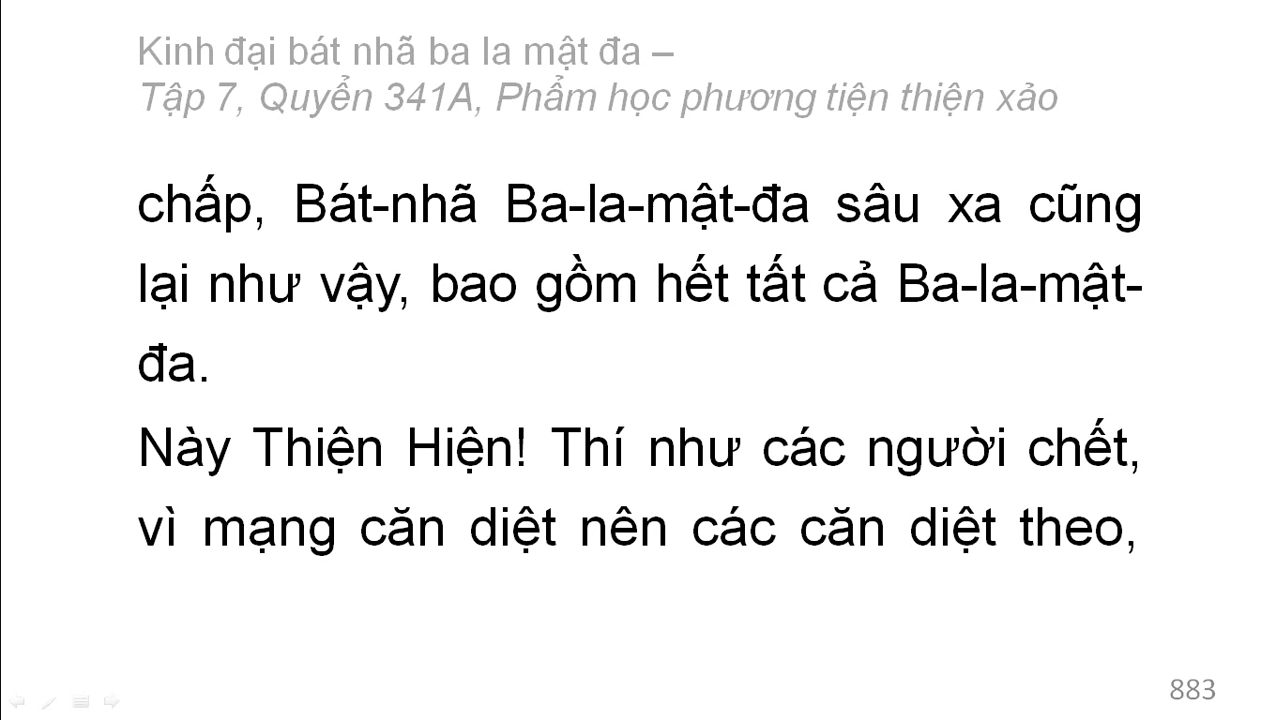 Kinh đại bát nhã ba la mật đa –
Tập 7, Quyển 341A, Phẩm học phương tiện thiện xảo
chấp, Bát-nhã Ba-la-mật-đa sâu xa cũng
lại như vậy, bao gồm hết tất cả Ba-la-mật-
đa.
Này Thiện Hiện! Thí như các người chết,
vì mạng căn diệt nên các căn diệt theo,
883